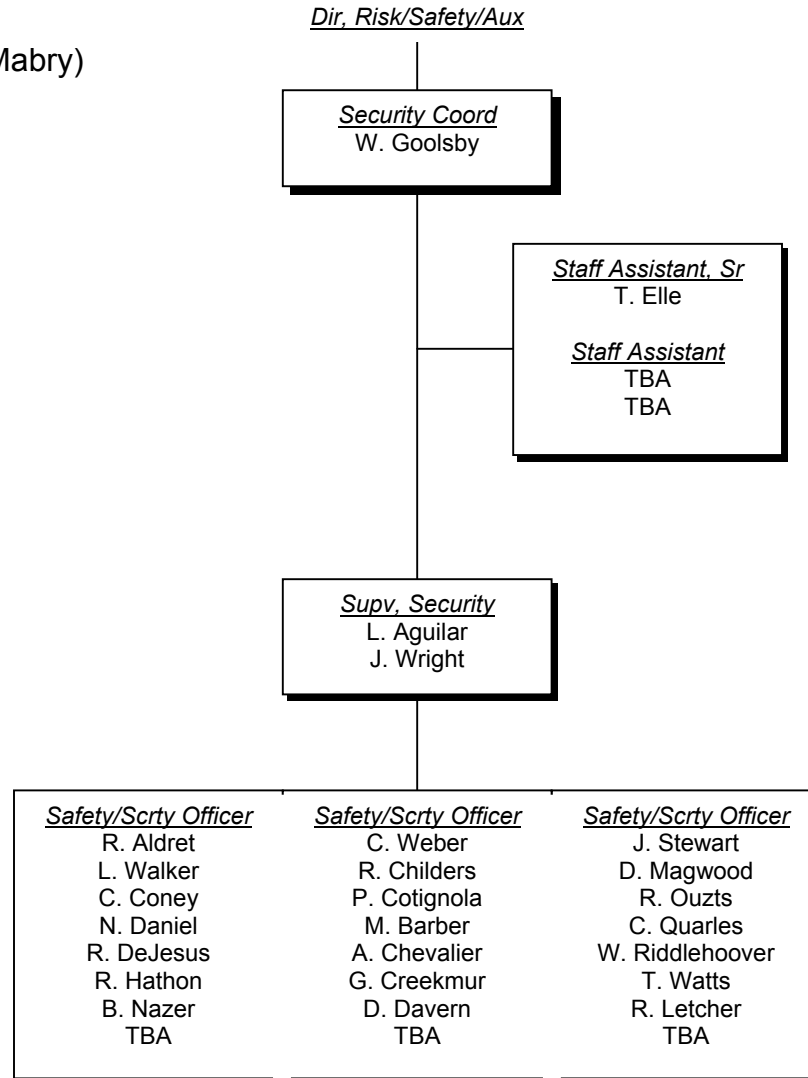 Dir, Risk/Safety/Aux
Mabry)
Security Coord
W. Goolsby
Staff Assistant, Sr
T. Elle
Staff Assistant
TBA
TBA
Supv, Security
L. Aguilar
J. Wright
Safety/Scrty Officer
R. Aldret
L. Walker
C. Coney
N. Daniel
R. DeJesus
R. Hathon
B. Nazer
TBA
Safety/Scrty Officer
C. Weber
R. Childers
P. Cotignola
M. Barber
A. Chevalier
G. Creekmur
D. Davern
TBA
Safety/Scrty Officer
J. Stewart
D. Magwood
R. Ouzts
C. Quarles
W. Riddlehoover
T. Watts
R. Letcher
TBA